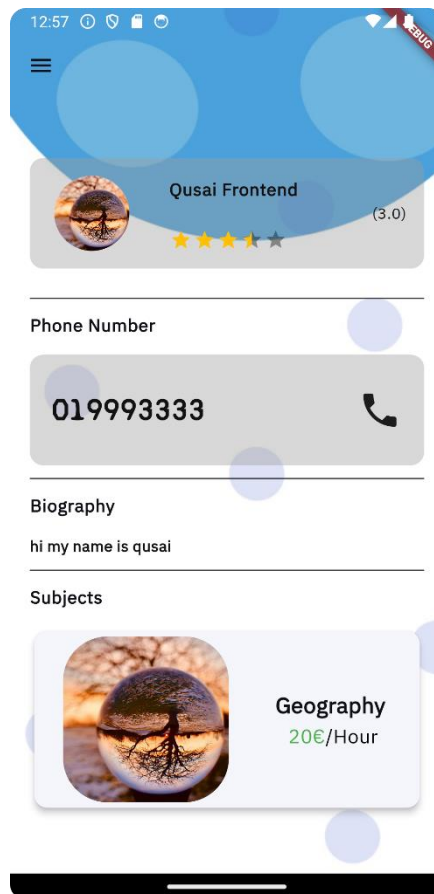 12:57
DEBUG
Qusai Frontend
(3.0)
Phone Number
019993333
Biography
hi my name is qusai
Subjects
Geography
20€/Hour